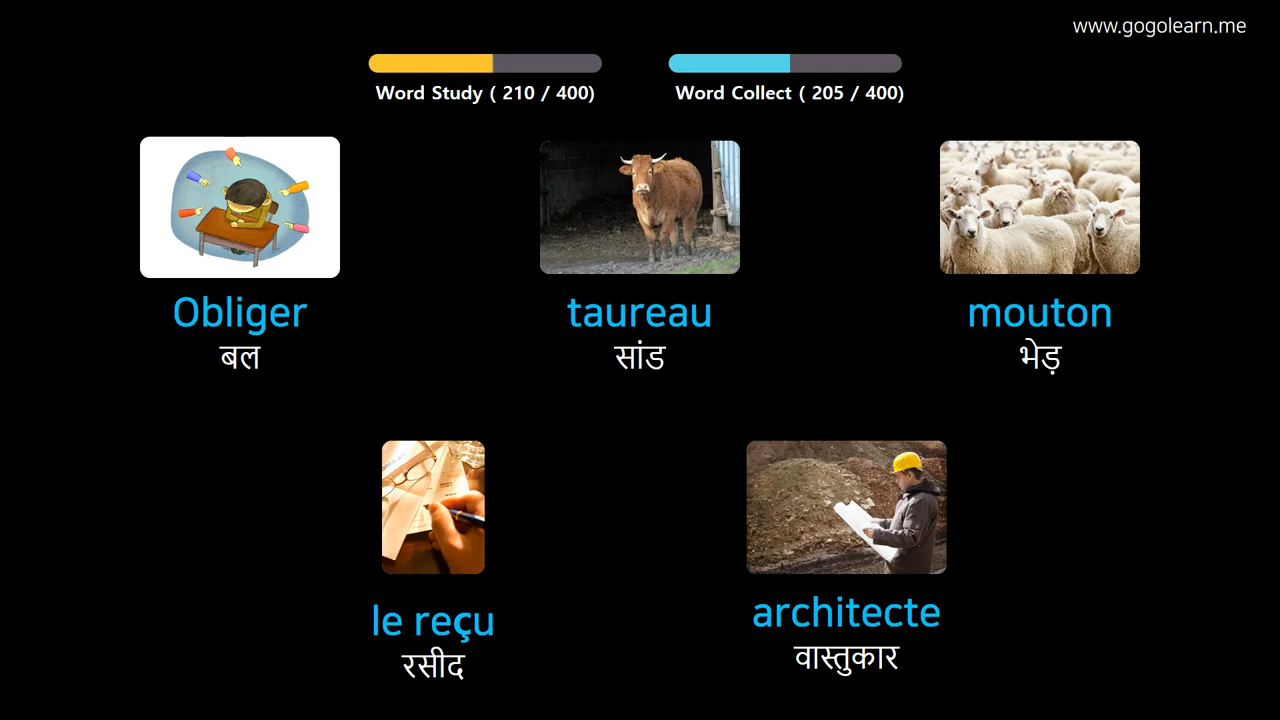 www.gogolearn.me
Word Study ( 210 / 400)
Word Collect ( 205 / 400)
Obliger
बल
taureau
सांड
mouton
भेड़
le reçu
रसीद
architecte
वास्तुकार